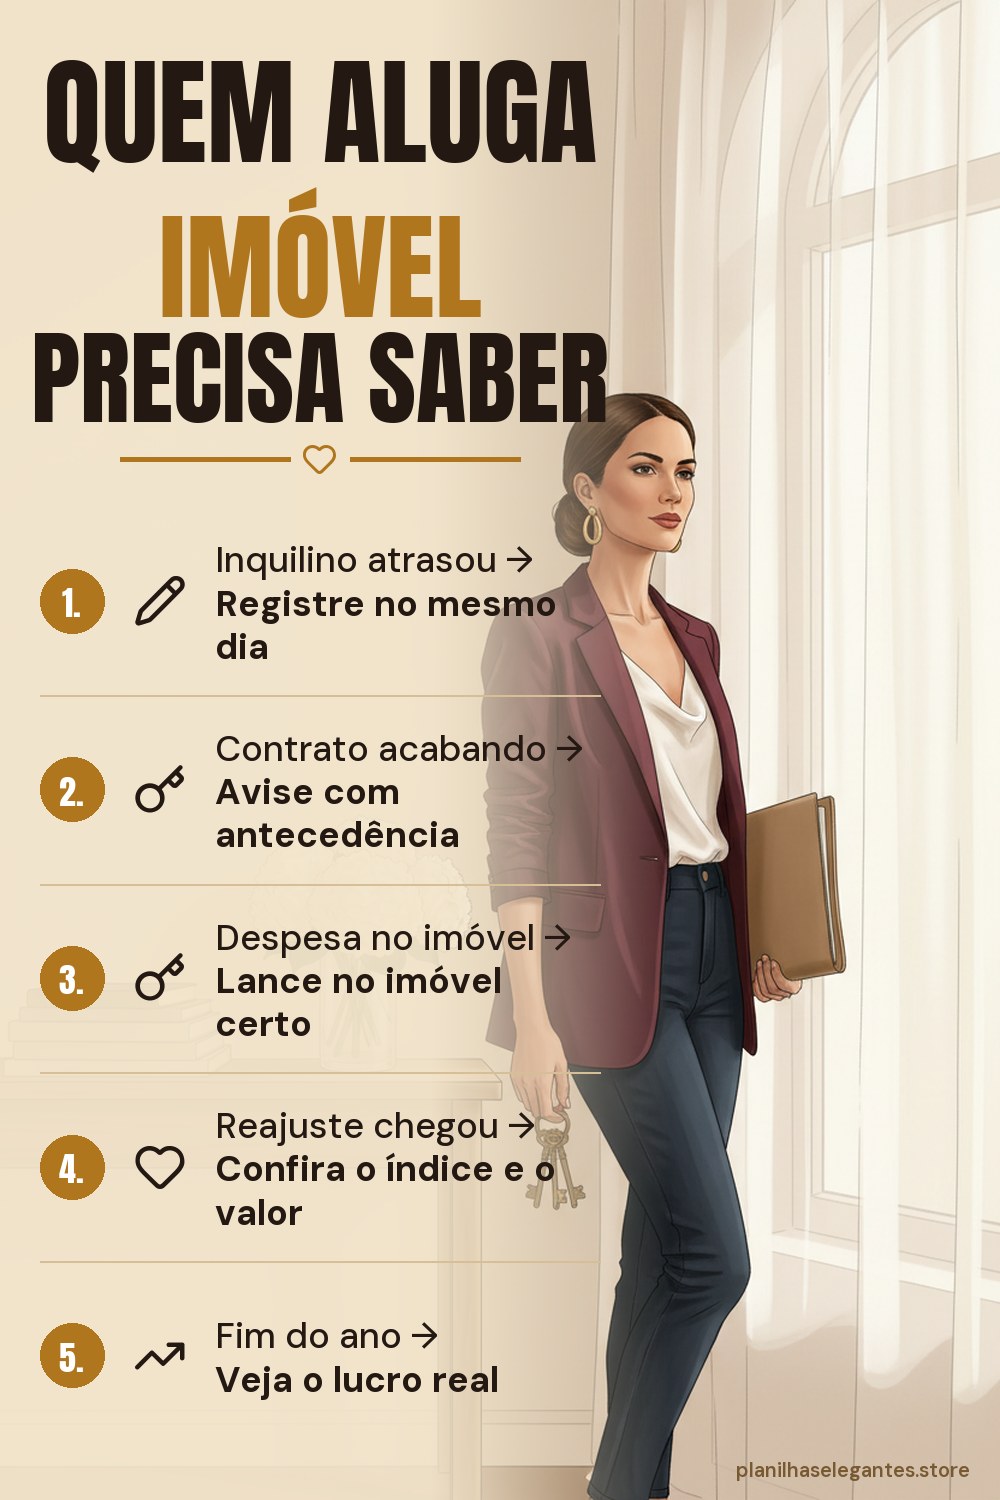 QUEM ALUGA
IMÓVEL
PRECISA SABER
1.
Inquilino atrasou →
Registre no mesmo
dia
2.
Contrato acabando →
Avise com
antecedência
3.
Despesa no imóvel →
Lance no imóvel
certo
4.
Reajuste chegou →
Confira o índice e o
valor
5.
Fim do ano →
Veja o lucro real
planilhaselegantes.store